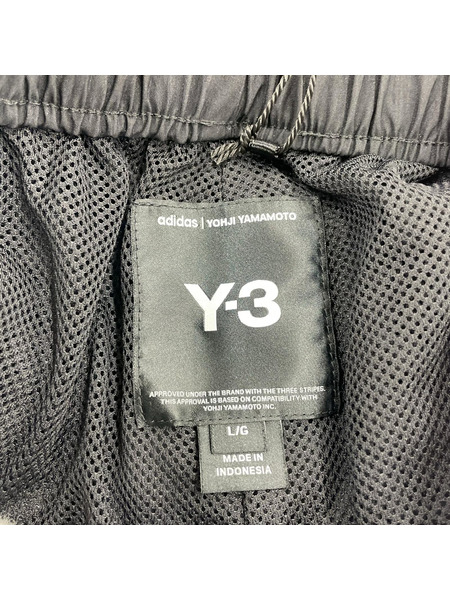 adidas | YOHJI YAMAMOTO
Y-3
APPROVED UNDER THE BRAND WITH THE THREE STRIPES.
THIS APPROVAL IS BASED ON COMPATIBILITY WITH
YOHJI YAMAMOTO INC.
L/G
MADE IN
INDONESIA